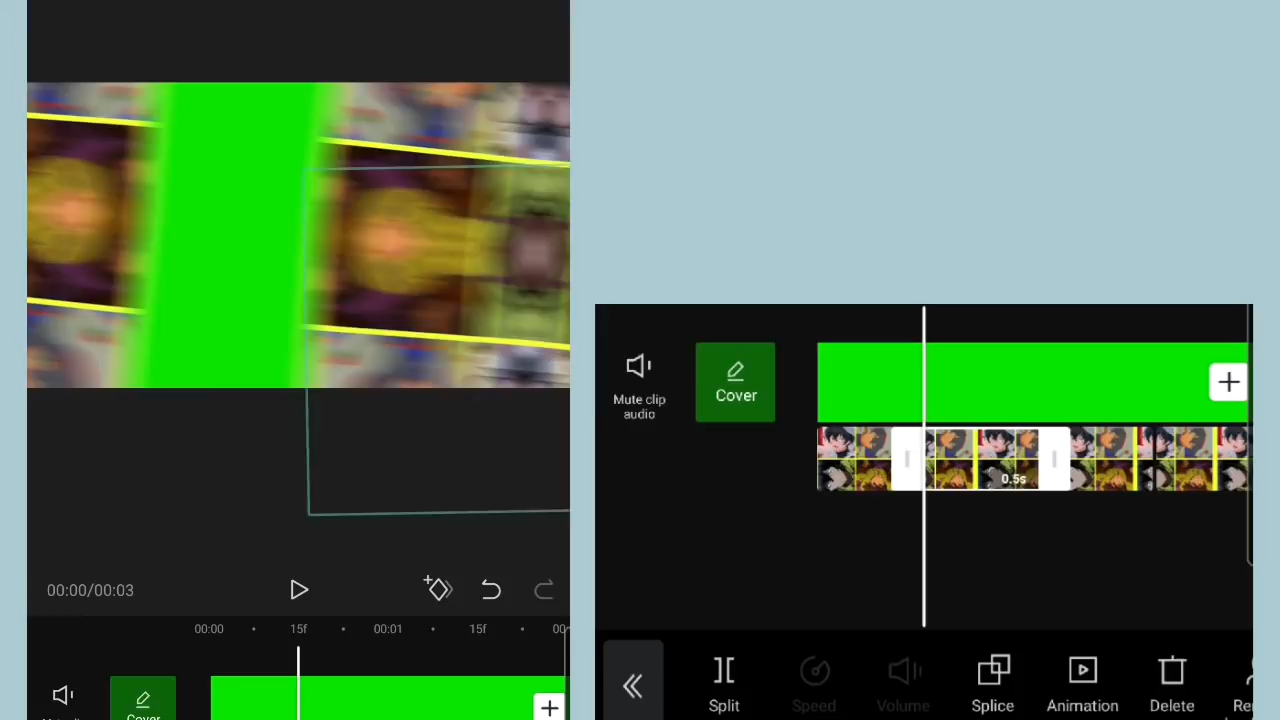 00:00/00:03
00:00
15f
00:01
15f
Cover
Mute clip
audio
Cover
0.5s
Split
Speed
Volume
Splice
Animation
Delete